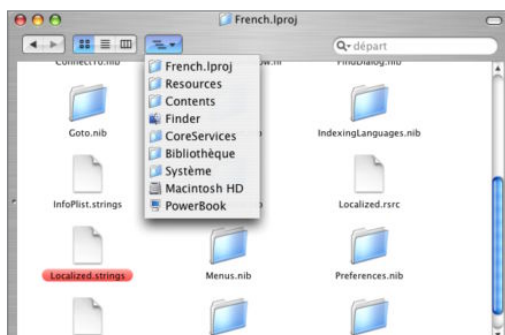 French.lproj
départ
French.lproj
Resources
Contents
Finder
CoreServices
Bibliothèque
Système
Macintosh HD
PowerBook
Goto.nib
IndexingLanguages.nib
InfoPlist.strings
Localized.rsrc
Localized.strings
Menus.nib
Preferences.nib